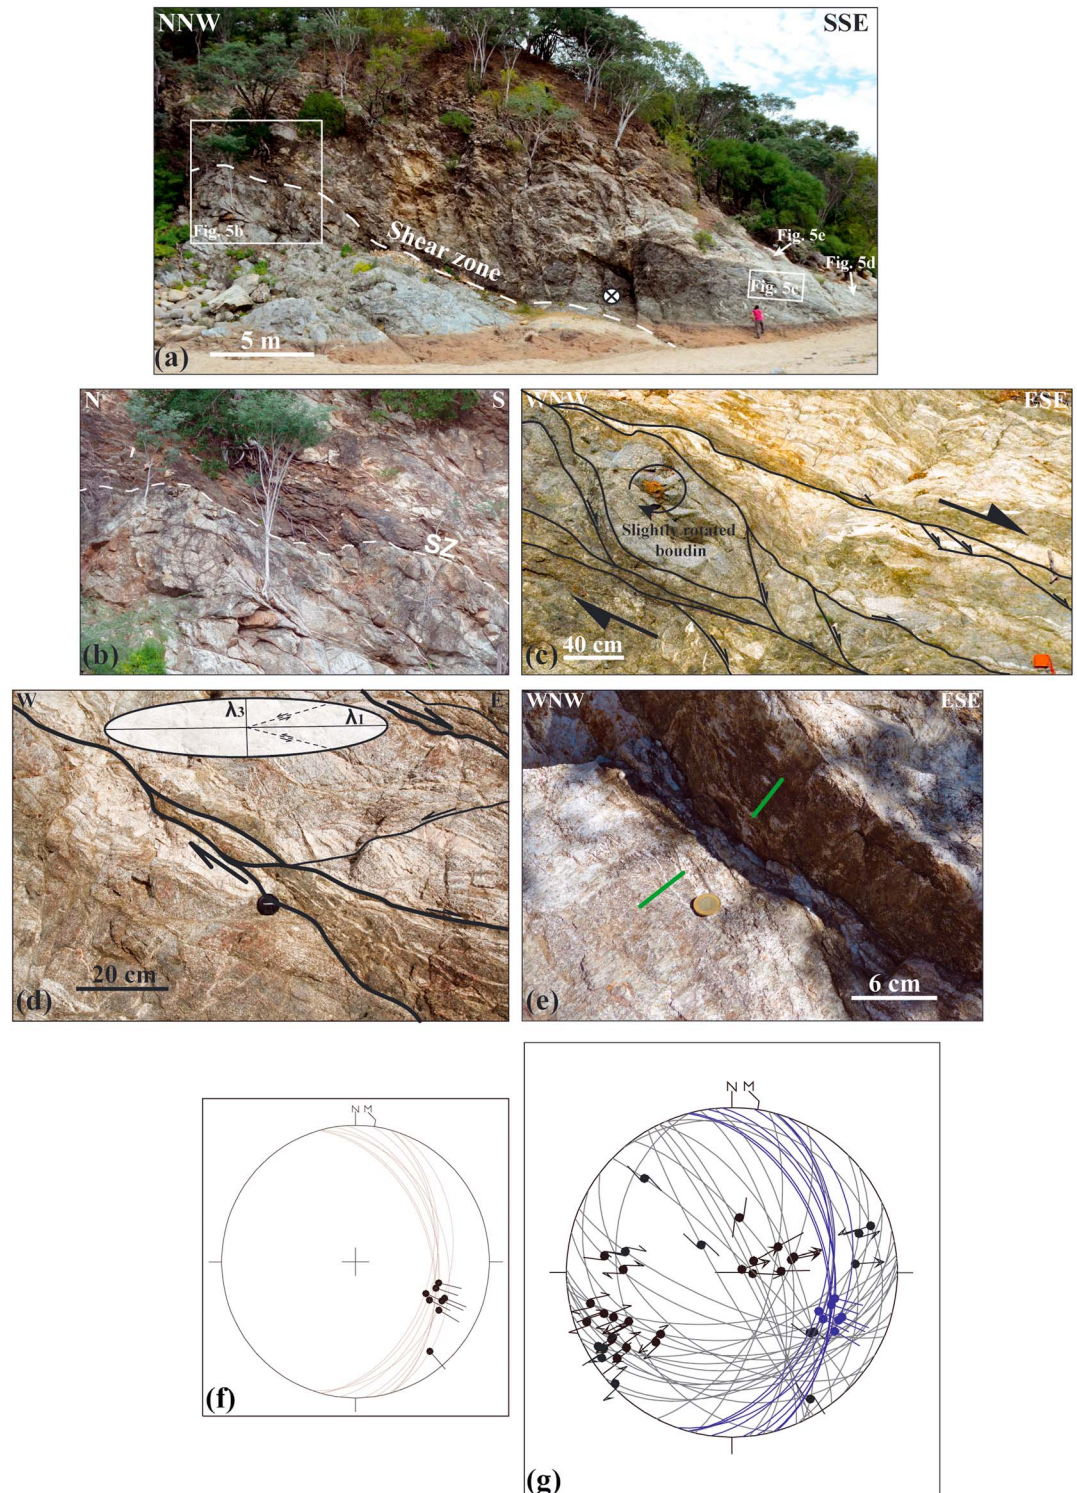 NNW SSE
Fig. 5b
Shear zone
Fig. 5e
Fig. 5d
Fig. 5c
5 m
(a)
N S
SZ
(b)
WNW ESE
Slightly rotated
boudin
40 cm
(c)
W E
λ3 λ1
20 cm
(d)
WNW ESE
6 cm
(e)
N M
(f)
N M
(g)